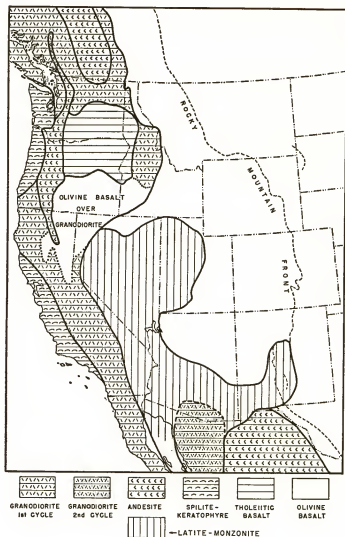 ROCKY
MOUNTAIN
FRONT
OLIVINE BASALT
OVER
GRANODIORITE
GRANODIORITE
1st CYCLE
GRANODIORITE
2nd CYCLE
ANDESITE
SPILITE-
KERATOPHYRE
THOLEIITIC
BASALT
OLIVINE
BASALT
LATITE-MONZONITE